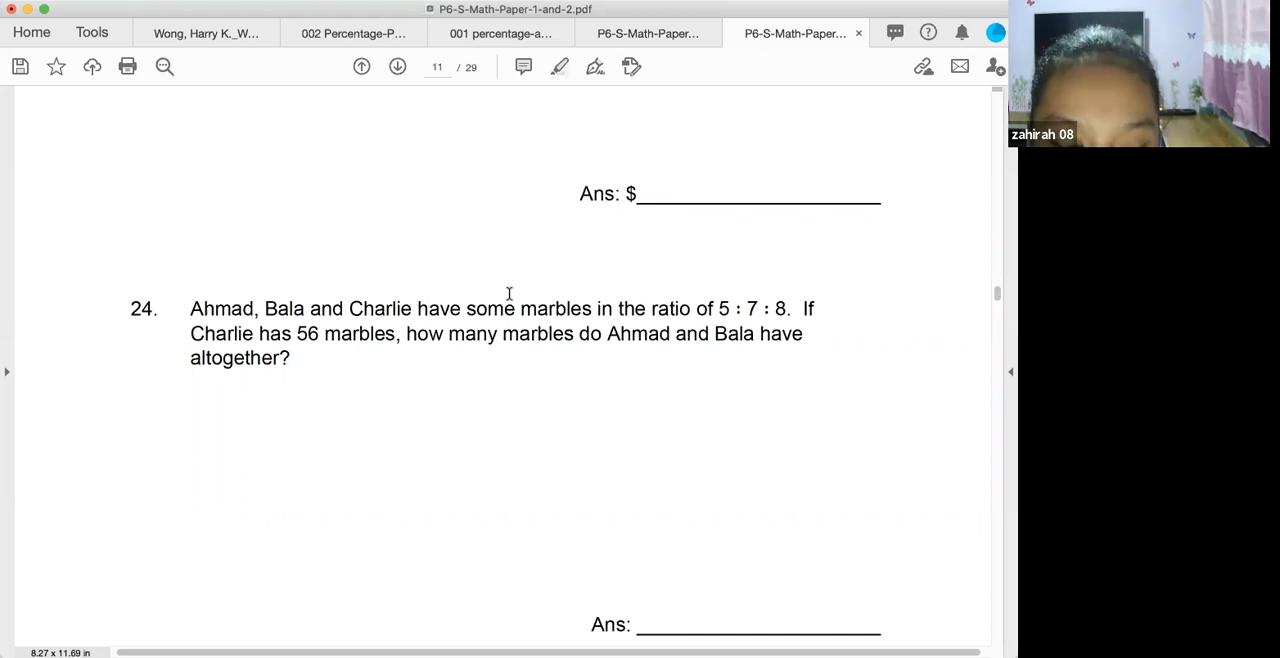 P6-S-Math-Paper-1-and-2.pdf
Home Tools Wong, Harry K._W... 002 Percentage-P... 001 percentage-a... P6-S-Math-Paper... P6-S-Math-Paper... ×
11 / 29
zahirah 08
Ans: $
24. Ahmad, Bala and Charlie have some marbles in the ratio of 5 : 7 : 8. If
Charlie has 56 marbles, how many marbles do Ahmad and Bala have
altogether?
Ans:
8.27 x 11.69 in